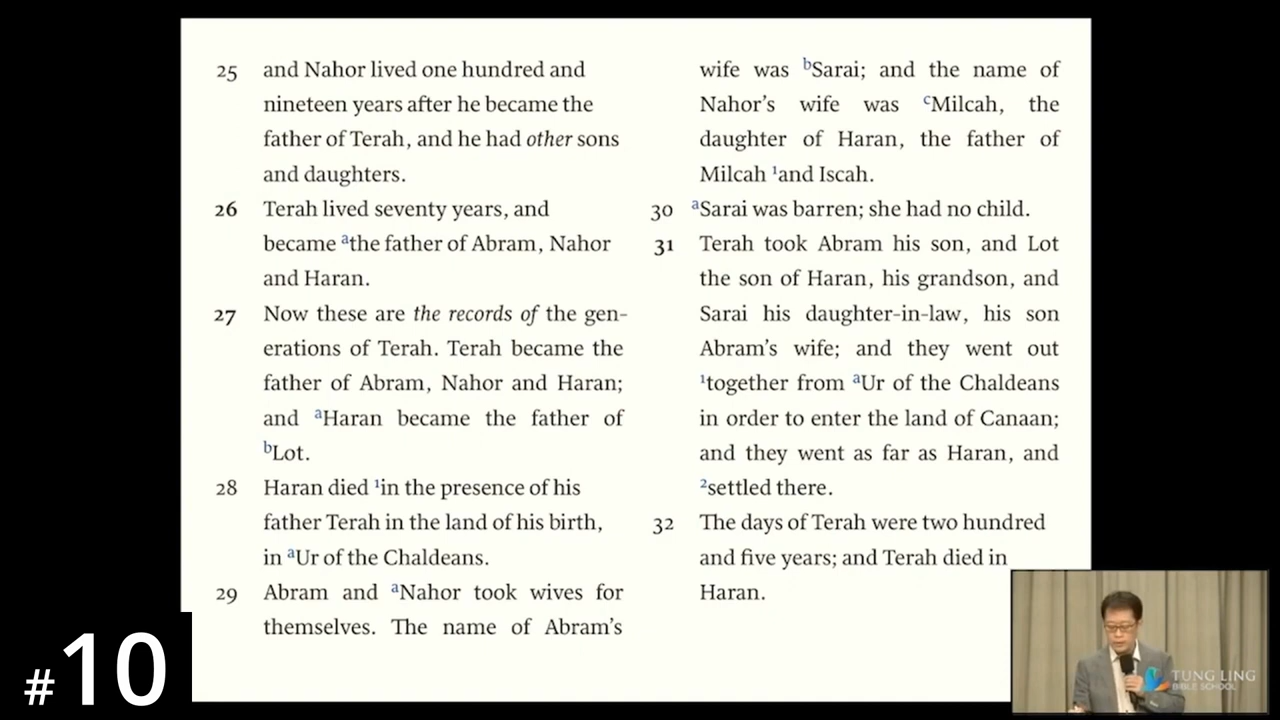 25 and Nahor lived one hundred and
nineteen years after he became the
father of Terah, and he had other sons
and daughters.
26 Terah lived seventy years, and
became ᵃthe father of Abram, Nahor
and Haran.
27 Now these are the records of the gen-
erations of Terah. Terah became the
father of Abram, Nahor and Haran;
and ᵃHaran became the father of
ᵇLot.
28 Haran died ¹in the presence of his
father Terah in the land of his birth,
in ᵃUr of the Chaldeans.
29 Abram and ᵃNahor took wives for
themselves. The name of Abram’s
wife was ᵇSarai; and the name of
Nahor’s wife was ᶜMilcah, the
daughter of Haran, the father of
Milcah ¹and Iscah.
30 ᵃSarai was barren; she had no child.
31 Terah took Abram his son, and Lot
the son of Haran, his grandson, and
Sarai his daughter-in-law, his son
Abram’s wife; and they went out
¹together from ᵃUr of the Chaldeans
in order to enter the land of Canaan;
and they went as far as Haran, and
²settled there.
32 The days of Terah were two hundred
and five years; and Terah died in
Haran.
#10
TUNG LING
BIBLE SCHOOL